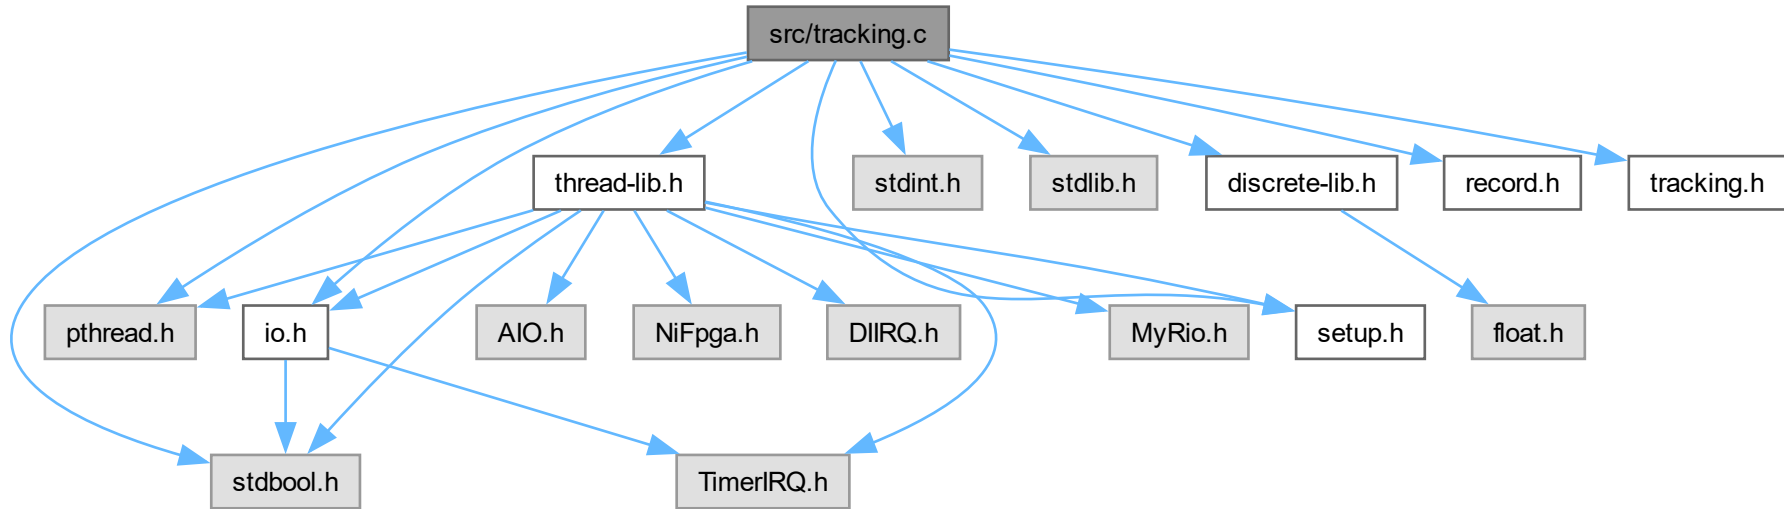 src/tracking.c
thread-lib.h
stdint.h
stdlib.h
discrete-lib.h
record.h
tracking.h
pthread.h
io.h
AIO.h
NiFpga.h
DIIRQ.h
MyRio.h
setup.h
float.h
stdbool.h
TimerIRQ.h